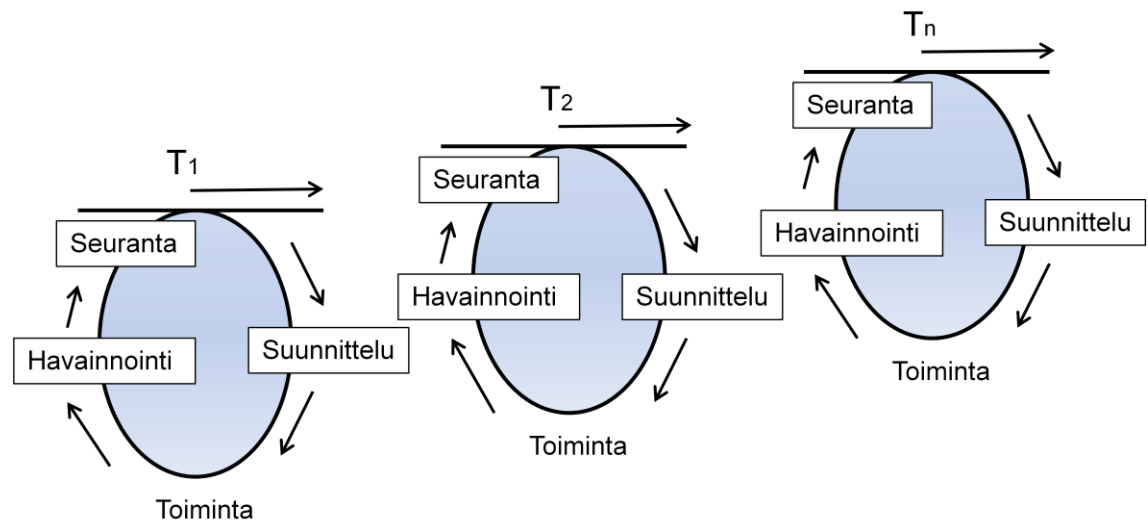 T1
Seuranta
Havainnointi
Suunnittelu
Toiminta
T2
Seuranta
Havainnointi
Suunnittelu
Toiminta
Tn
Seuranta
Havainnointi
Suunnittelu
Toiminta